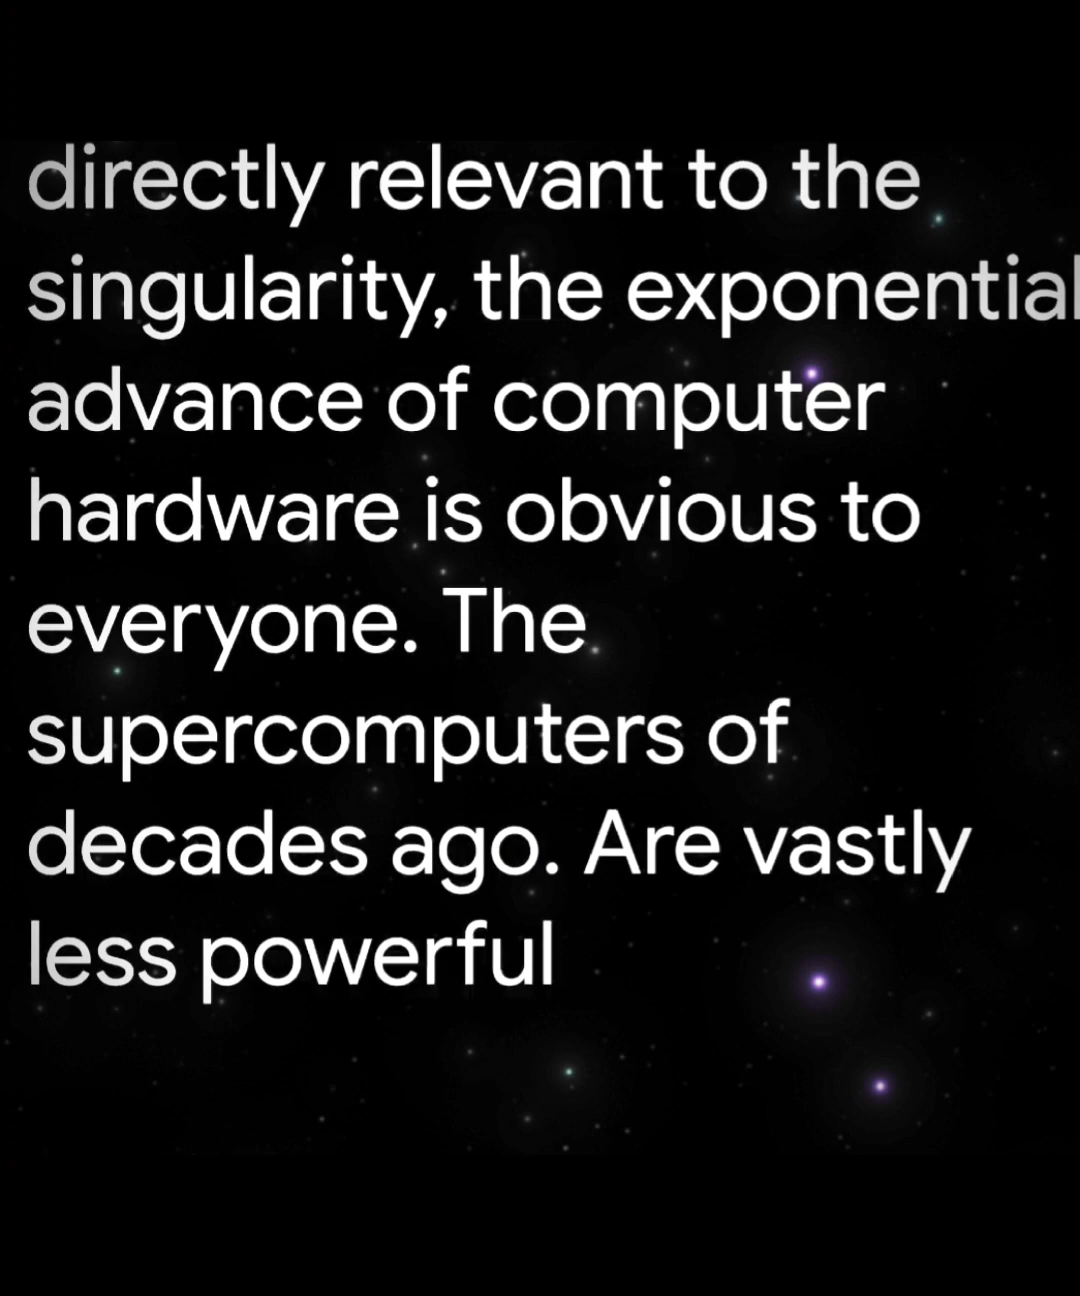 directly relevant to the
singularity, the exponential
advance of computer
hardware is obvious to
everyone. The
supercomputers of
decades ago. Are vastly
less powerful